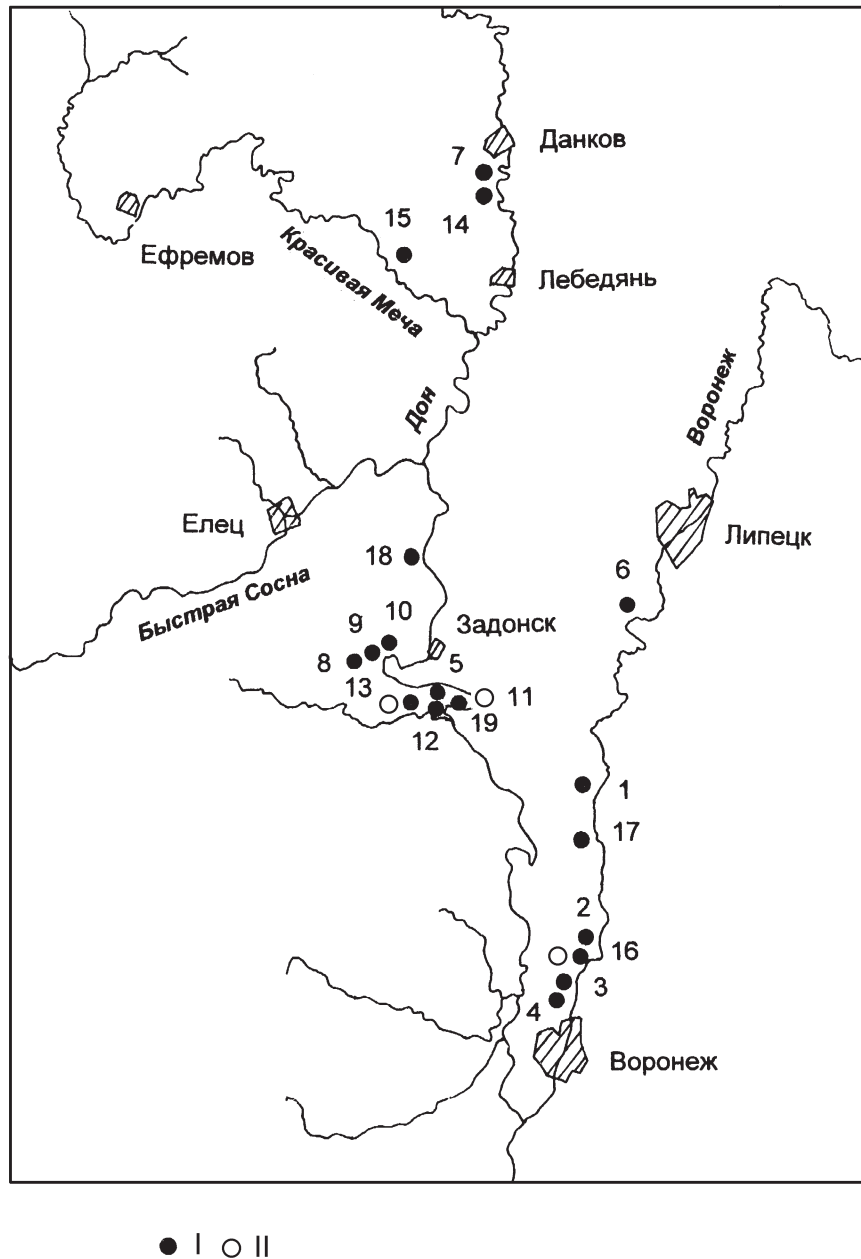 Данков
7
14
15
Ефремов
Красивая Меча
Лебедянь
Воронеж
Дон
Елец
Липецк
18
Быстрая Сосна
6
10
9
Задонск
8
5
13
11
19
12
1
17
2
16
3
4
Воронеж
I II